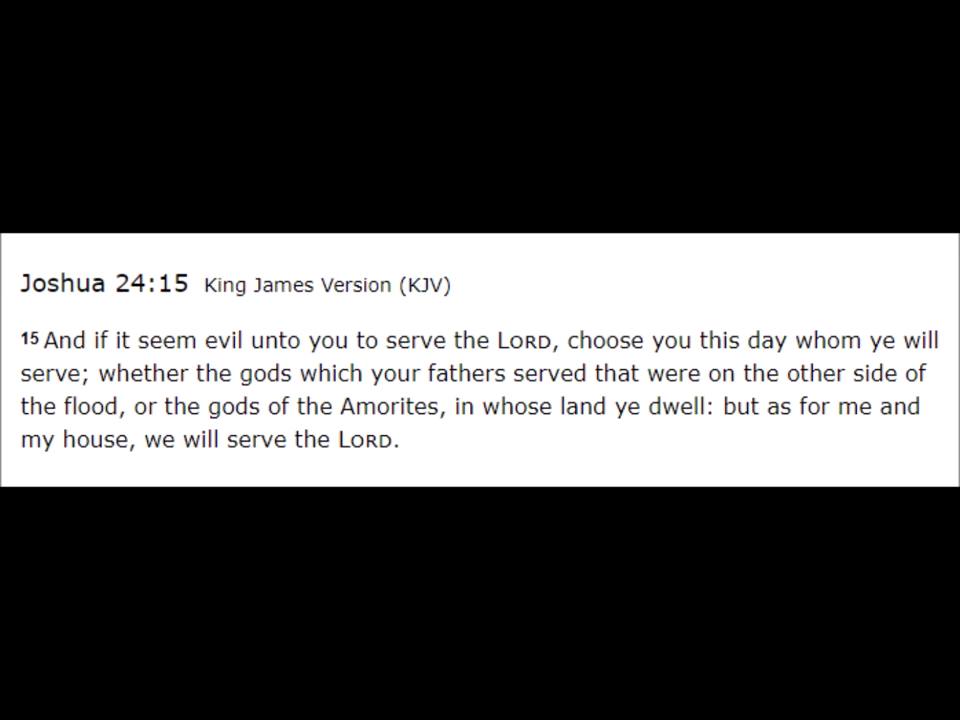 Joshua 24:15 King James Version (KJV)
15 And if it seem evil unto you to serve the LORD, choose you this day whom ye will
serve; whether the gods which your fathers served that were on the other side of
the flood, or the gods of the Amorites, in whose land ye dwell: but as for me and
my house, we will serve the LORD.